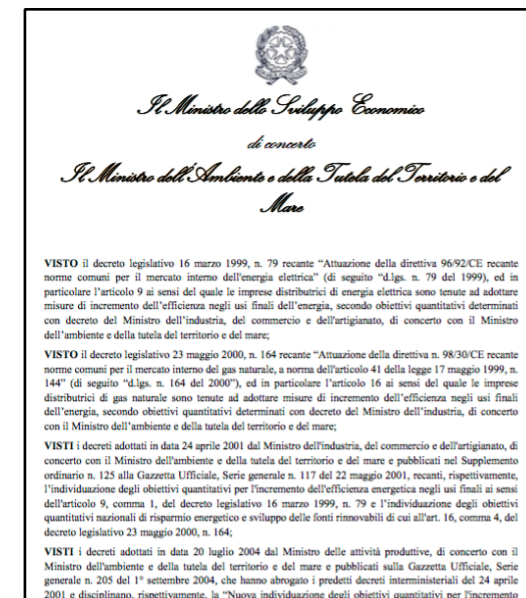 Il Ministro dello Sviluppo Economico
di concerto
Il Ministro dell'Ambiente e della Tutela del Territorio e del
Mare
VISTO il decreto legislativo 16 marzo 1999, n. 79 recante “Attuazione della direttiva 96/92/CE recante
norme comuni per il mercato interno dell'energia elettrica” (di seguito “d.lgs. n. 79 del 1999), ed in
particolare l’articolo 9 ai sensi del quale le imprese distributrici di energia elettrica sono tenute ad adottare
misure di incremento dell’efficienza negli usi finali dell’energia, secondo obiettivi quantitativi determinati
con decreto del Ministro dell’industria, del commercio e dell'artigianato, di concerto con il Ministro
dell’ambiente e della tutela del territorio e del mare;
VISTO il decreto legislativo 23 maggio 2000, n. 164 recante “Attuazione della direttiva n. 98/30/CE recante
norme comuni per il mercato interno del gas naturale, a norma dell'articolo 41 della legge 17 maggio 1999, n.
144” (di seguito “d.lgs. n. 164 del 2000”), ed in particolare l’articolo 16 ai sensi del quale le imprese
distributrici di gas naturale sono tenute ad adottare misure di incremento dell’efficienza negli usi finali
dell’energia, secondo obiettivi quantitativi determinati con decreto del Ministro dell’industria, di concerto
con il Ministro dell’ambiente e della tutela del territorio e del mare;
VISTI i decreti adottati in data 24 aprile 2001 dal Ministro dell'industria, del commercio e dell'artigianato, di
concerto con il Ministro dell'ambiente e della tutela del territorio e del mare e pubblicati nel Supplemento
ordinario n. 125 alla Gazzetta Ufficiale, Serie generale n. 117 del 22 maggio 2001, recanti, rispettivamente,
l’individuazione degli obiettivi quantitativi per l'incremento dell'efficienza energetica negli usi finali ai sensi
dell'articolo 9, comma 1, del decreto legislativo 16 marzo 1999, n. 79 e l’individuazione degli obiettivi
quantitativi nazionali di risparmio energetico e sviluppo delle fonti rinnovabili di cui all'art. 16, comma 4, del
decreto legislativo 23 maggio 2000, n. 164;
VISTI i decreti adottati in data 20 luglio 2004 dal Ministro delle attività produttive, di concerto con il
Ministro dell'ambiente e della tutela del territorio e del mare e pubblicati sulla Gazzetta Ufficiale, Serie
generale n. 205 del 1° settembre 2004, che hanno abrogato i predetti decreti interministeriali del 24 aprile
2001 e disciplinano, rispettivamente, la “Nuova individuazione degli obiettivi quantitativi per l'incremento